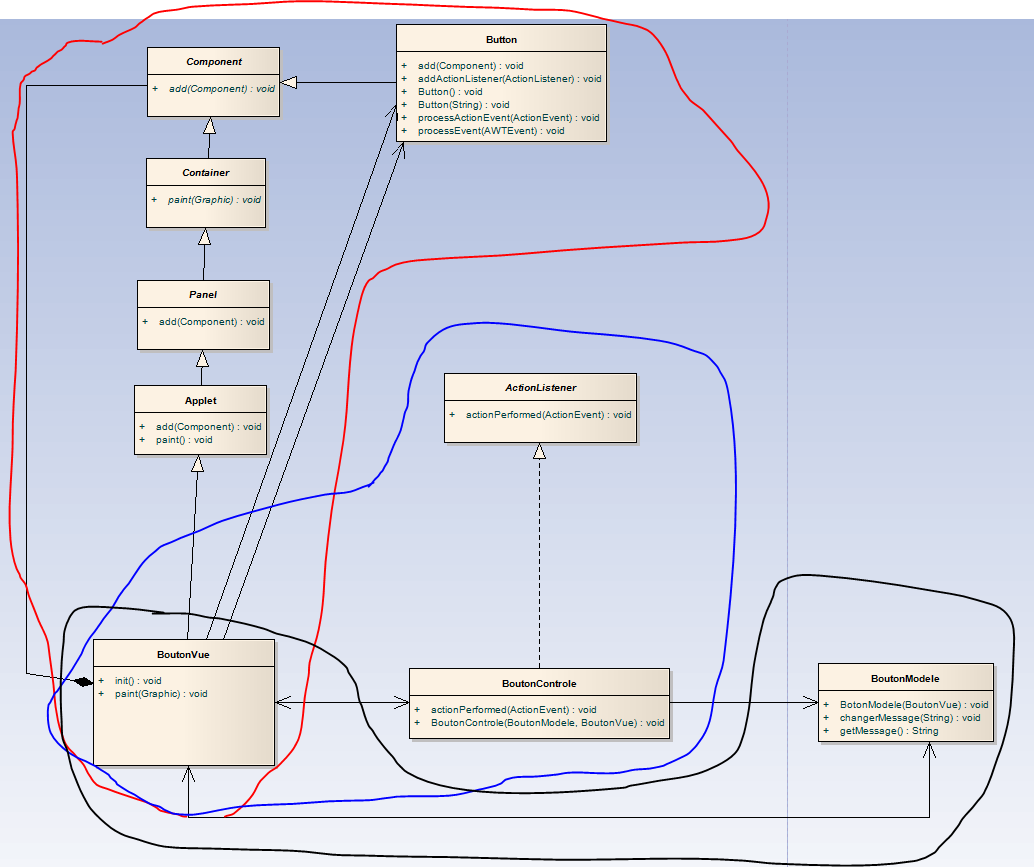 Component
+ add(Component) : void
Button
+ add(Component) : void
+ addActionListener(ActionListener) : void
+ Button() : void
+ Button(String) : void
+ processActionEvent(ActionEvent) : void
+ processEvent(AWTEvent) : void
Container
+ paint(Graphic) : void
Panel
+ add(Component) : void
Applet
+ add(Component) : void
+ paint() : void
ActionListener
+ actionPerformed(ActionEvent) : void
BoutonVue
+ init() : void
+ paint(Graphic) : void
BoutonControle
+ actionPerformed(ActionEvent) : void
+ BoutonControle(BoutonModele, BoutonVue) : void
BoutonModele
+ BotonModele(BoutonVue) : void
+ changerMessage(String) : void
+ getMessage() : String